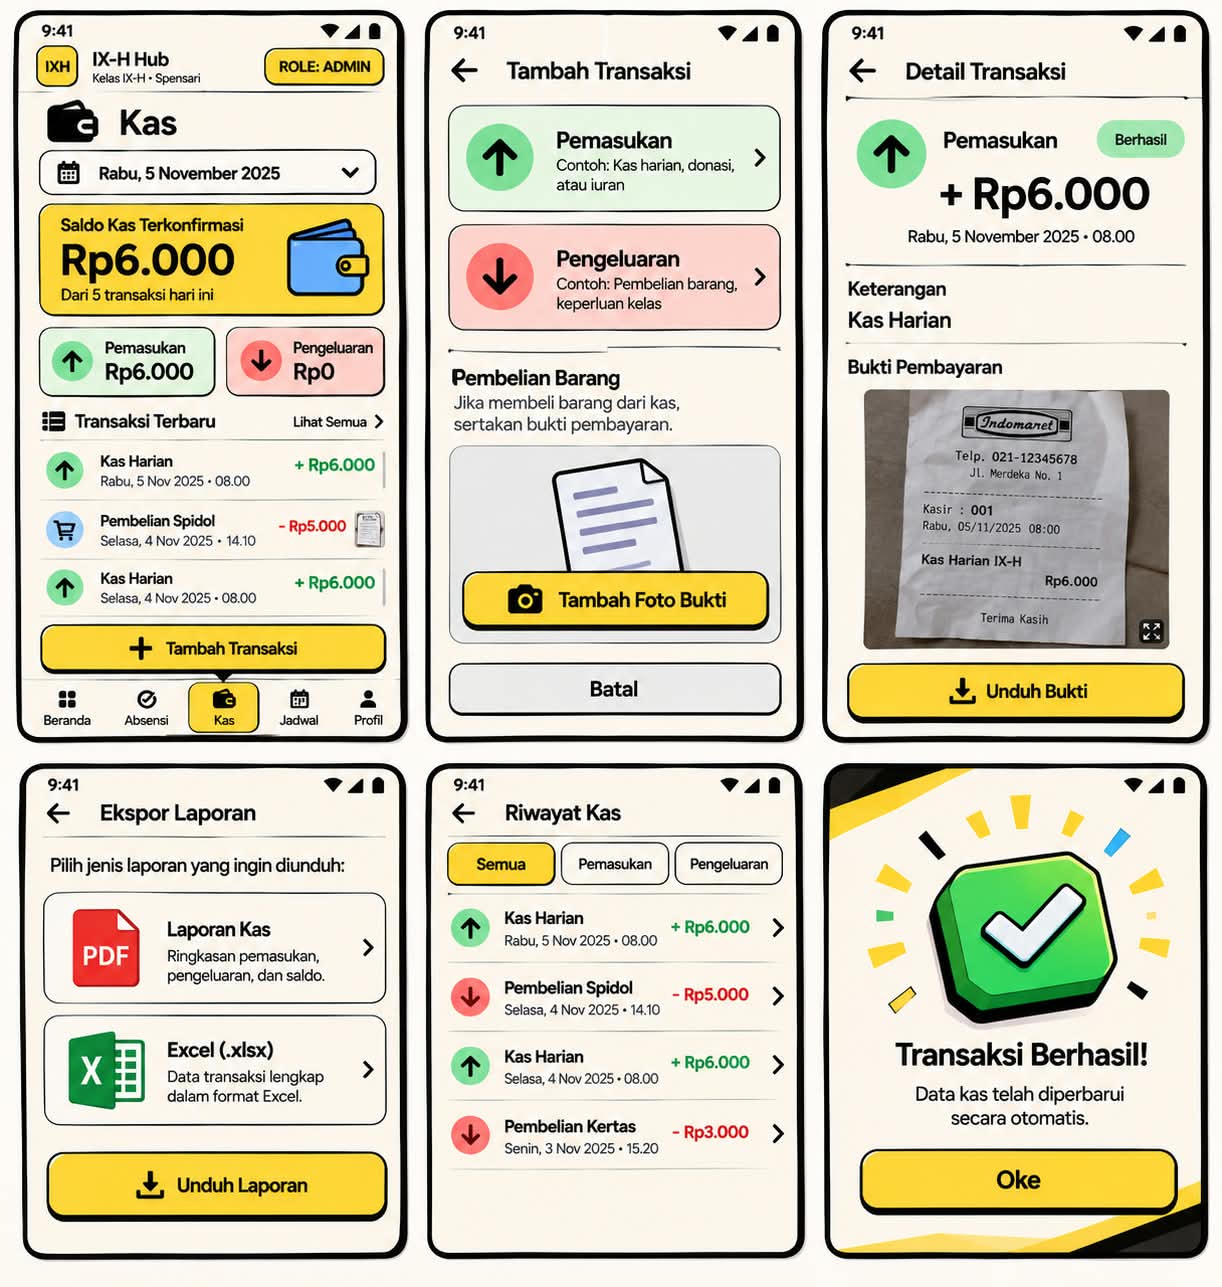 9:41
IXH
IX-H Hub
Kelas IX-H • Spensari
ROLE: ADMIN
Kas
Rabu, 5 November 2025
Saldo Kas Terkonfirmasi
Rp6.000
Dari 5 transaksi hari ini
Pemasukan
Rp6.000
Pengeluaran
Rp0
Transaksi Terbaru
Lihat Semua
Kas Harian
+ Rp6.000
Rabu, 5 Nov 2025 • 08.00
Pembelian Spidol
- Rp5.000
Selasa, 4 Nov 2025 • 14.10
Kas Harian
+ Rp6.000
Selasa, 4 Nov 2025 • 08.00
Tambah Transaksi
Beranda
Absensi
Kas
Jadwal
Profil
9:41
Tambah Transaksi
Pemasukan
Contoh: Kas harian, donasi,
atau iuran
Pengeluaran
Contoh: Pembelian barang,
keperluan kelas
Pembelian Barang
Jika membeli barang dari kas,
sertakan bukti pembayaran.
Tambah Foto Bukti
Batal
9:41
Detail Transaksi
Pemasukan
Berhasil
+ Rp6.000
Rabu, 5 November 2025 • 08.00
Keterangan
Kas Harian
Bukti Pembayaran
Indomaret
Telp. 021-12345678
Jl. Merdeka No. 1
Kasir : 001
Rabu, 05/11/2025 08:00
Kas Harian IX-H
Rp6.000
Terima Kasih
Unduh Bukti
9:41
Ekspor Laporan
Pilih jenis laporan yang ingin diunduh:
PDF
Laporan Kas
Ringkasan pemasukan,
pengeluaran, dan saldo.
X
Excel (.xlsx)
Data transaksi lengkap
dalam format Excel.
Unduh Laporan
9:41
Riwayat Kas
Semua
Pemasukan
Pengeluaran
Kas Harian
+ Rp6.000
Rabu, 5 Nov 2025 • 08.00
Pembelian Spidol
- Rp5.000
Selasa, 4 Nov 2025 • 14.10
Kas Harian
+ Rp6.000
Selasa, 4 Nov 2025 • 08.00
Pembelian Kertas
- Rp3.000
Senin, 3 Nov 2025 • 15.20
Transaksi Berhasil!
Data kas telah diperbarui
secara otomatis.
Oke